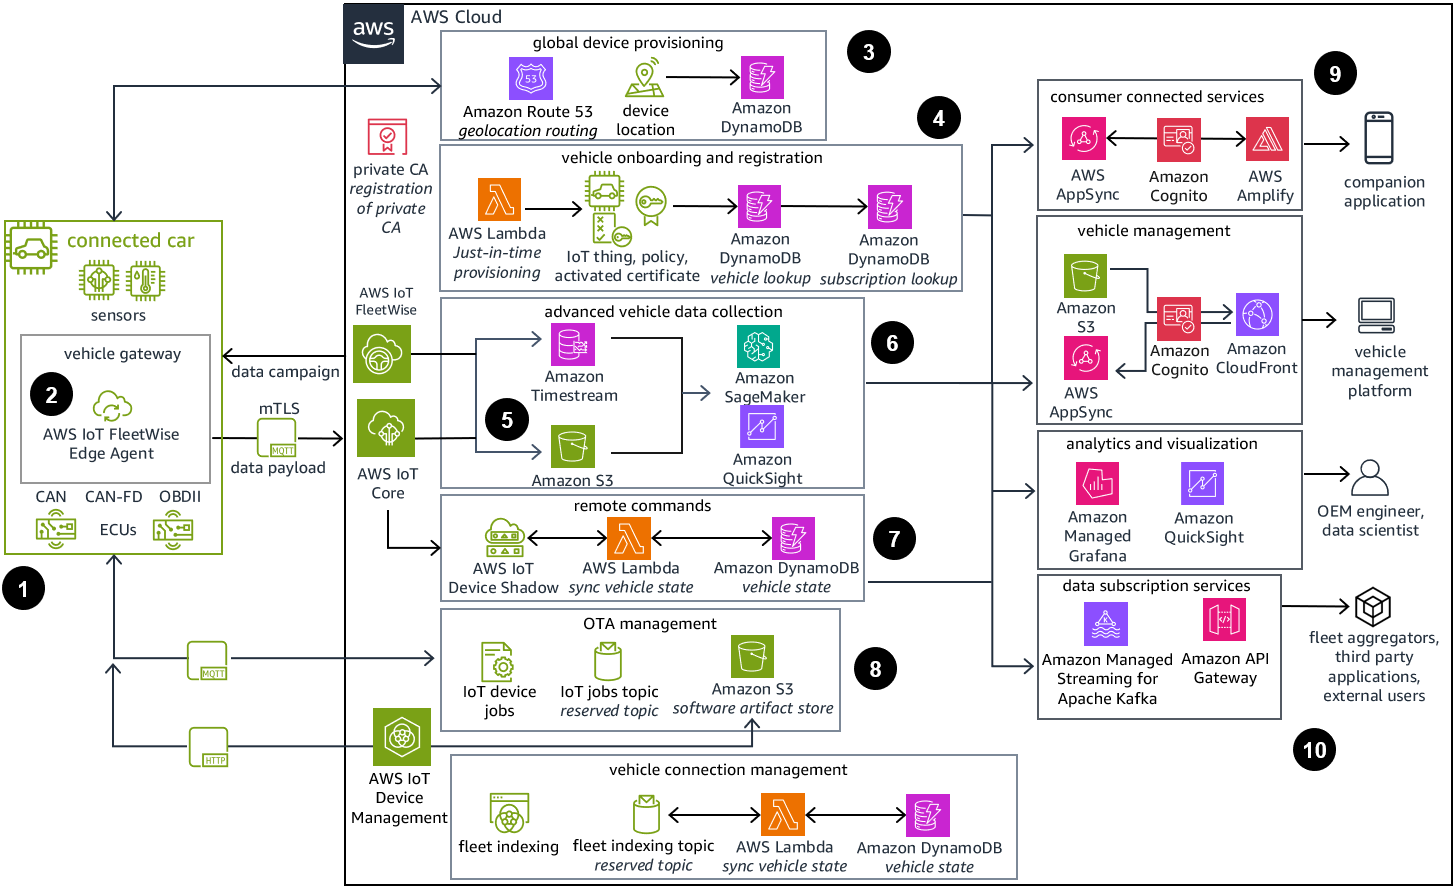 aws
AWS Cloud
global device provisioning
3
53
Amazon Route 53
geolocation routing
device
location
Amazon
DynamoDB
private CA
registration
of private
CA
4
vehicle onboarding and registration
AWS Lambda
Just-in-time
provisioning
IoT thing, policy,
activated certificate
Amazon
DynamoDB
vehicle lookup
Amazon
DynamoDB
subscription lookup
connected car
sensors
vehicle gateway
2
AWS IoT FleetWise
Edge Agent
CAN
CAN-FD
OBDII
ECUs
1
data campaign
mTLS
MQTT
data payload
AWS IoT
FleetWise
AWS IoT
Core
advanced vehicle data collection
6
5
Amazon
Timestream
Amazon S3
Amazon
SageMaker
Amazon
QuickSight
remote commands
7
AWS IoT
Device Shadow
AWS Lambda
sync vehicle state
Amazon DynamoDB
vehicle state
OTA management
8
MQTT
IoT device
jobs
IoT jobs topic
reserved topic
Amazon S3
software artifact store
HTTP
AWS IoT
Device
Management
vehicle connection management
fleet indexing
fleet indexing topic
reserved topic
AWS Lambda
sync vehicle state
Amazon DynamoDB
vehicle state
9
consumer connected services
AWS
AppSync
Amazon
Cognito
AWS
Amplify
companion
application
vehicle management
Amazon
S3
AWS
AppSync
Amazon
Cognito
Amazon
CloudFront
vehicle
management
platform
analytics and visualization
Amazon
Managed
Grafana
Amazon
QuickSight
OEM engineer,
data scientist
data subscription services
K
Amazon Managed
Streaming for
Apache Kafka
Amazon API
Gateway
fleet aggregators,
third party
applications,
external users
10